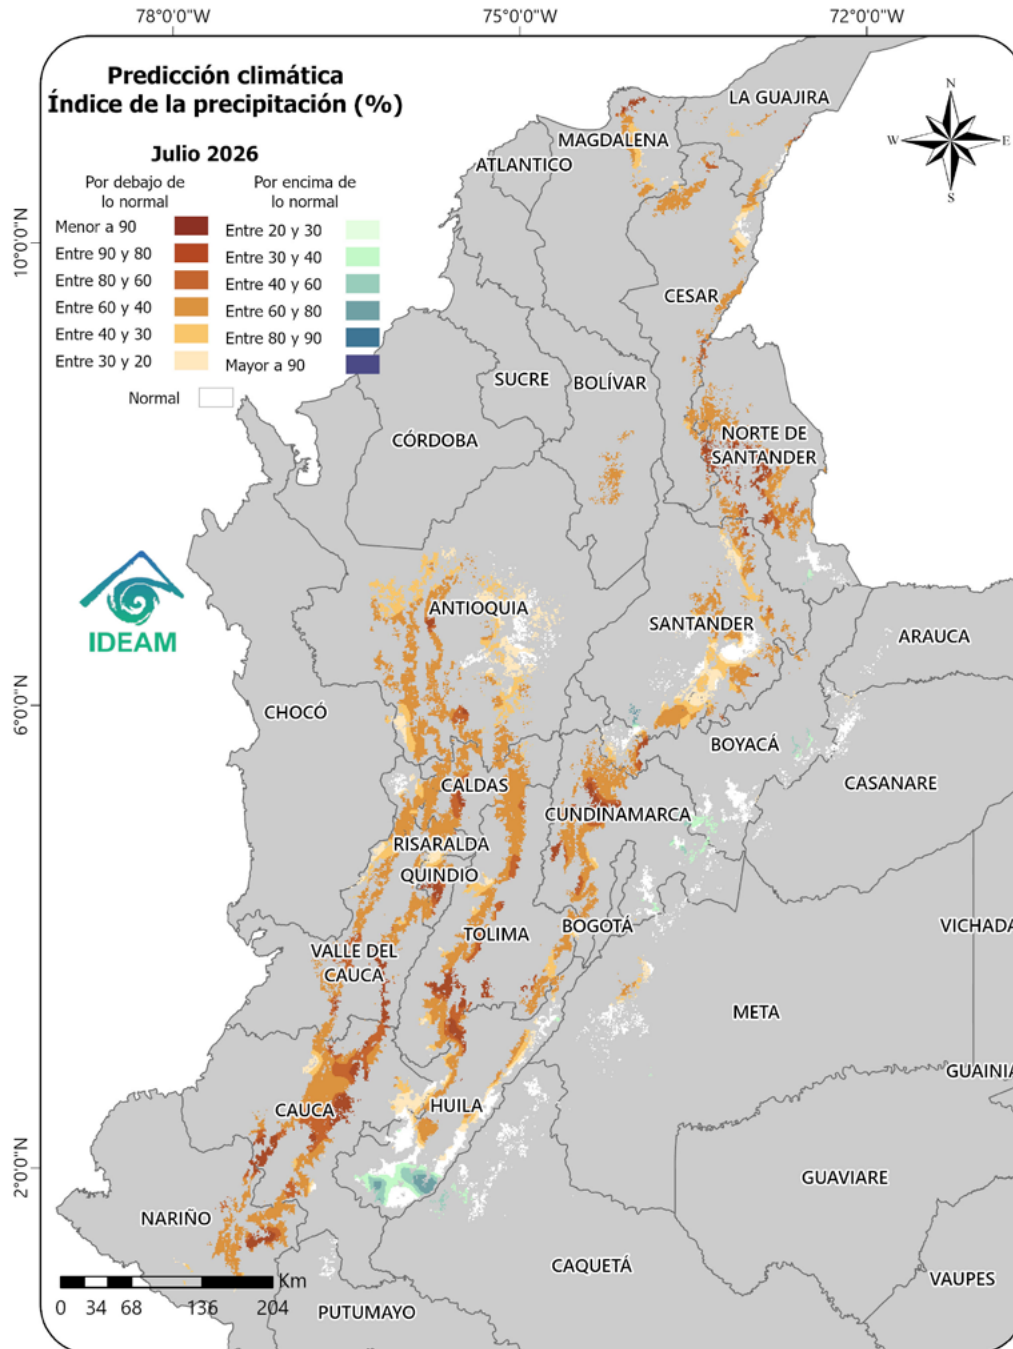 78°0'0"W
75°0'0"W
72°0'0"W
Predicción climática
Índice de la precipitación (%)
Julio 2026
Por debajo de
lo normal
Menor a 90
Entre 90 y 80
Entre 80 y 60
Entre 60 y 40
Entre 40 y 30
Entre 30 y 20
Por encima de
lo normal
Entre 20 y 30
Entre 30 y 40
Entre 40 y 60
Entre 60 y 80
Entre 80 y 90
Mayor a 90
Normal
N
W
E
S
10°0'0"N
6°0'0"N
2°0'0"N
LA GUAJIRA
MAGDALENA
ATLANTICO
CESAR
SUCRE
BOLÍVAR
CÓRDOBA
NORTE DE
SANTANDER
IDEAM
ANTIOQUIA
SANTANDER
ARAUCA
CHOCÓ
BOYACÁ
CASANARE
CALDAS
CUNDINAMARCA
RISARALDA
QUINDIO
TOLIMA
BOGOTÁ
VICHADA
VALLE DEL
CAUCA
META
GUAINIA
CAUCA
HUILA
GUAVIARE
NARIÑO
CAQUETÁ
VAUPES
PUTUMAYO
Km
0 34 68 136 204